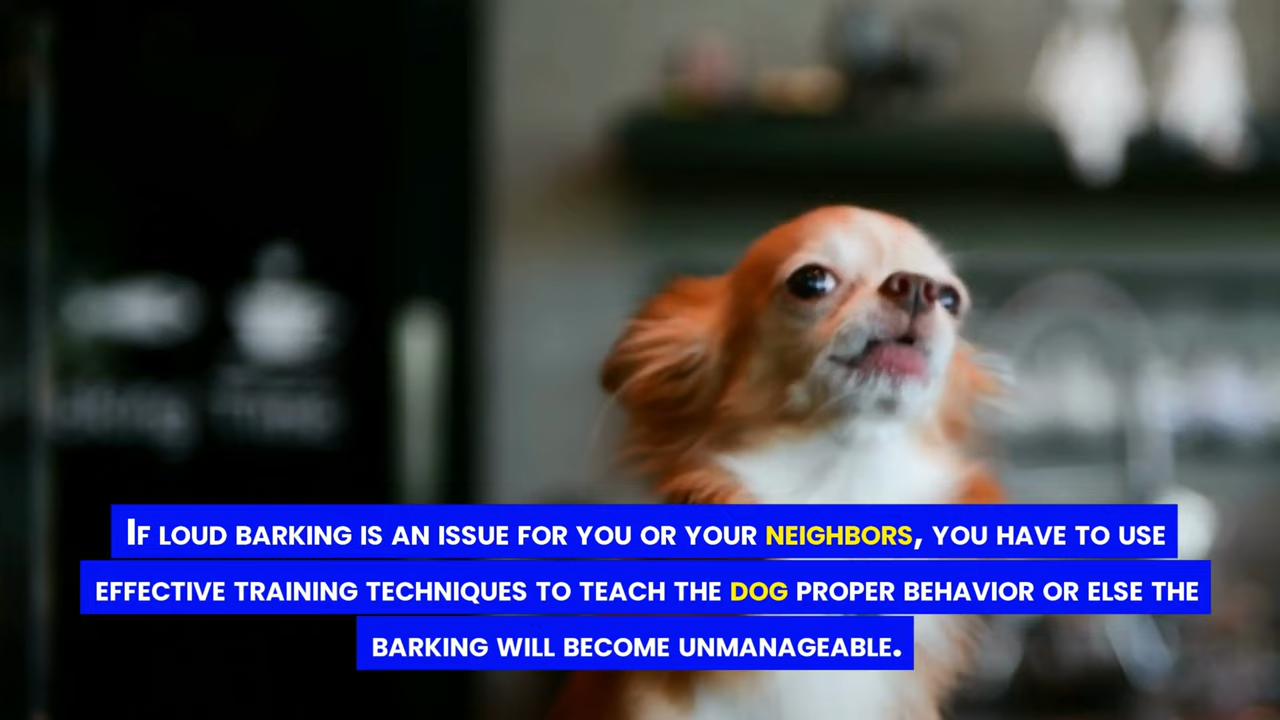 If loud barking is an issue for you or your neighbors, you have to use
effective training techniques to teach the dog proper behavior or else the
barking will become unmanageable.